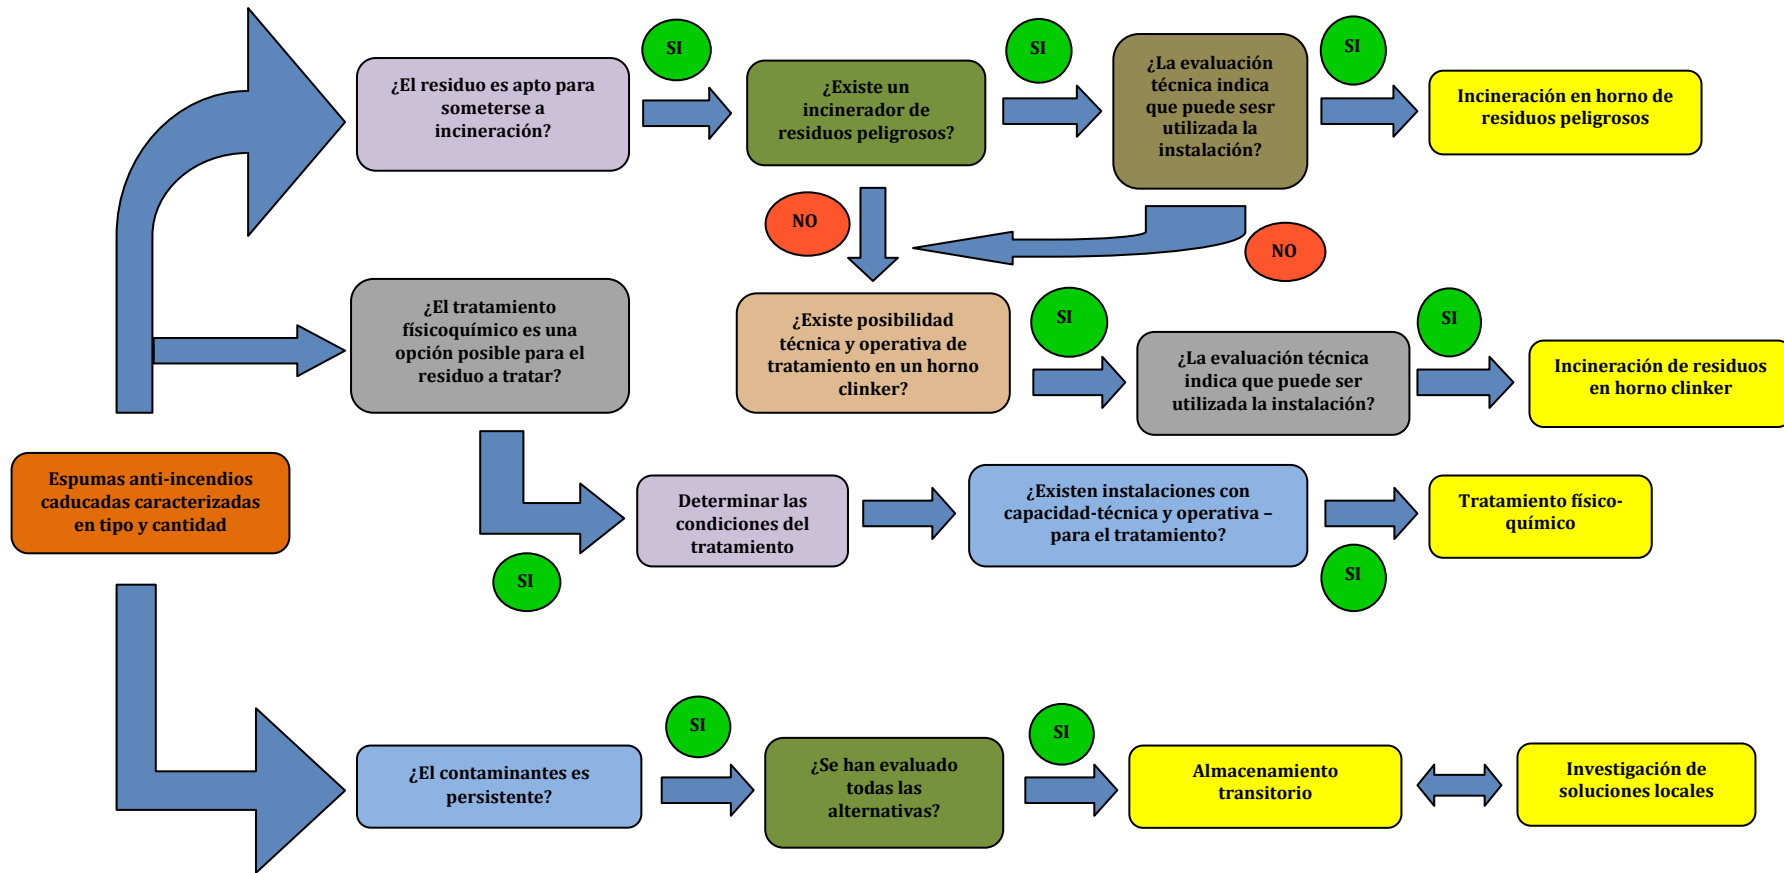 SI
SI
SI
¿El residuo es apto para
someterse a
incineración?
¿Existe un
incinerador de
residuos peligrosos?
¿La evaluación
técnica indica
que puede sesr
utilizada la
instalación?
Incineración en horno de
residuos peligrosos
NO
NO
¿El tratamiento
físicoquímico es una
opción posible para el
residuo a tratar?
¿Existe posibilidad
técnica y operativa de
tratamiento en un horno
clinker?
SI
¿La evaluación técnica
indica que puede ser
utilizada la instalación?
SI
Incineración de residuos
en horno clinker
Espumas anti-incendios
caducadas caracterizadas
en tipo y cantidad
SI
Determinar las
condiciones del
tratamiento
¿Existen instalaciones con
capacidad-técnica y operativa –
para el tratamiento?
SI
Tratamiento físico-
químico
¿El contaminantes es
persistente?
SI
¿Se han evaluado
todas las
alternativas?
SI
Almacenamiento
transitorio
Investigación de
soluciones locales